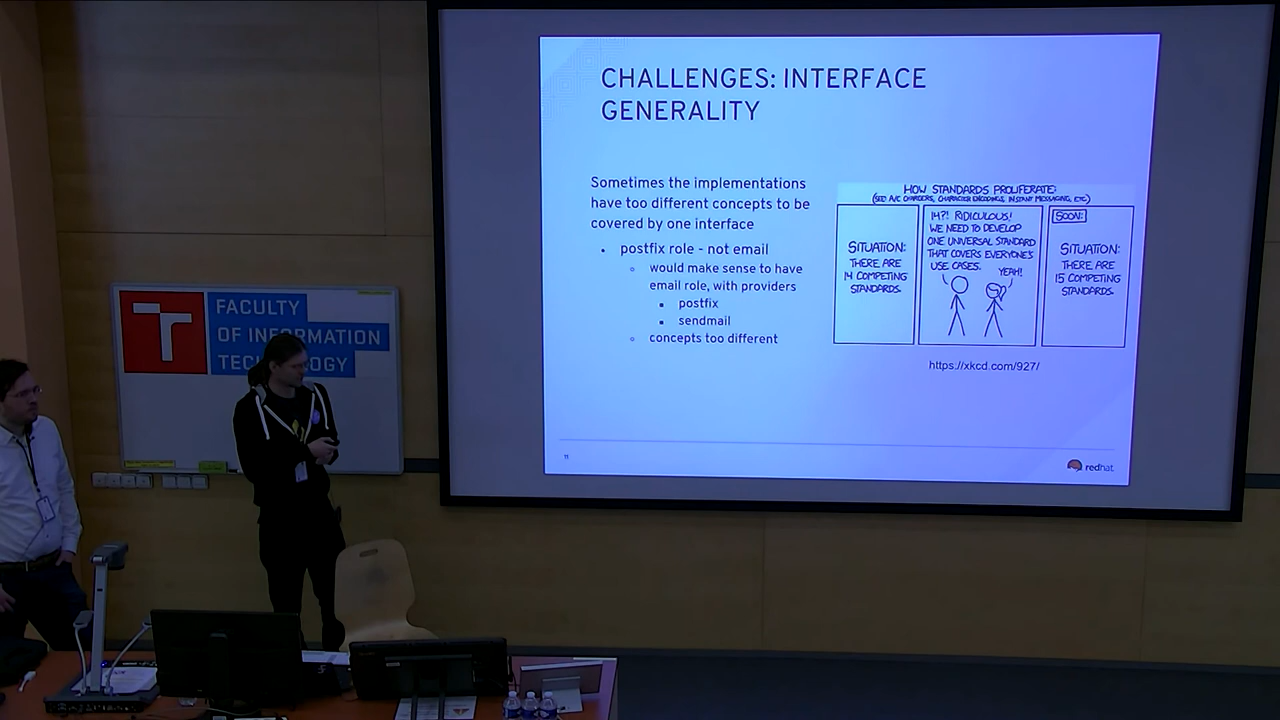 CHALLENGES: INTERFACE
GENERALITY
Sometimes the implementations
have too different concepts to be
covered by one interface
postfix role - not email
would make sense to have
email role, with providers
postfix
sendmail
concepts too different
HOW STANDARDS PROLIFERATE:
(SEE: A/C CHARGERS, CHARACTER ENCODINGS, INSTANT MESSAGING, ETC.)
SITUATION:
THERE ARE
14 COMPETING
STANDARDS.
14?! RIDICULOUS!
WE NEED TO DEVELOP
ONE UNIVERSAL STANDARD
THAT COVERS EVERYONE'S
USE CASES.
YEAH!
SOON:
SITUATION:
THERE ARE
15 COMPETING
STANDARDS.
https://xkcd.com/927/
11
redhat
FACULTY
OF INFORMATION